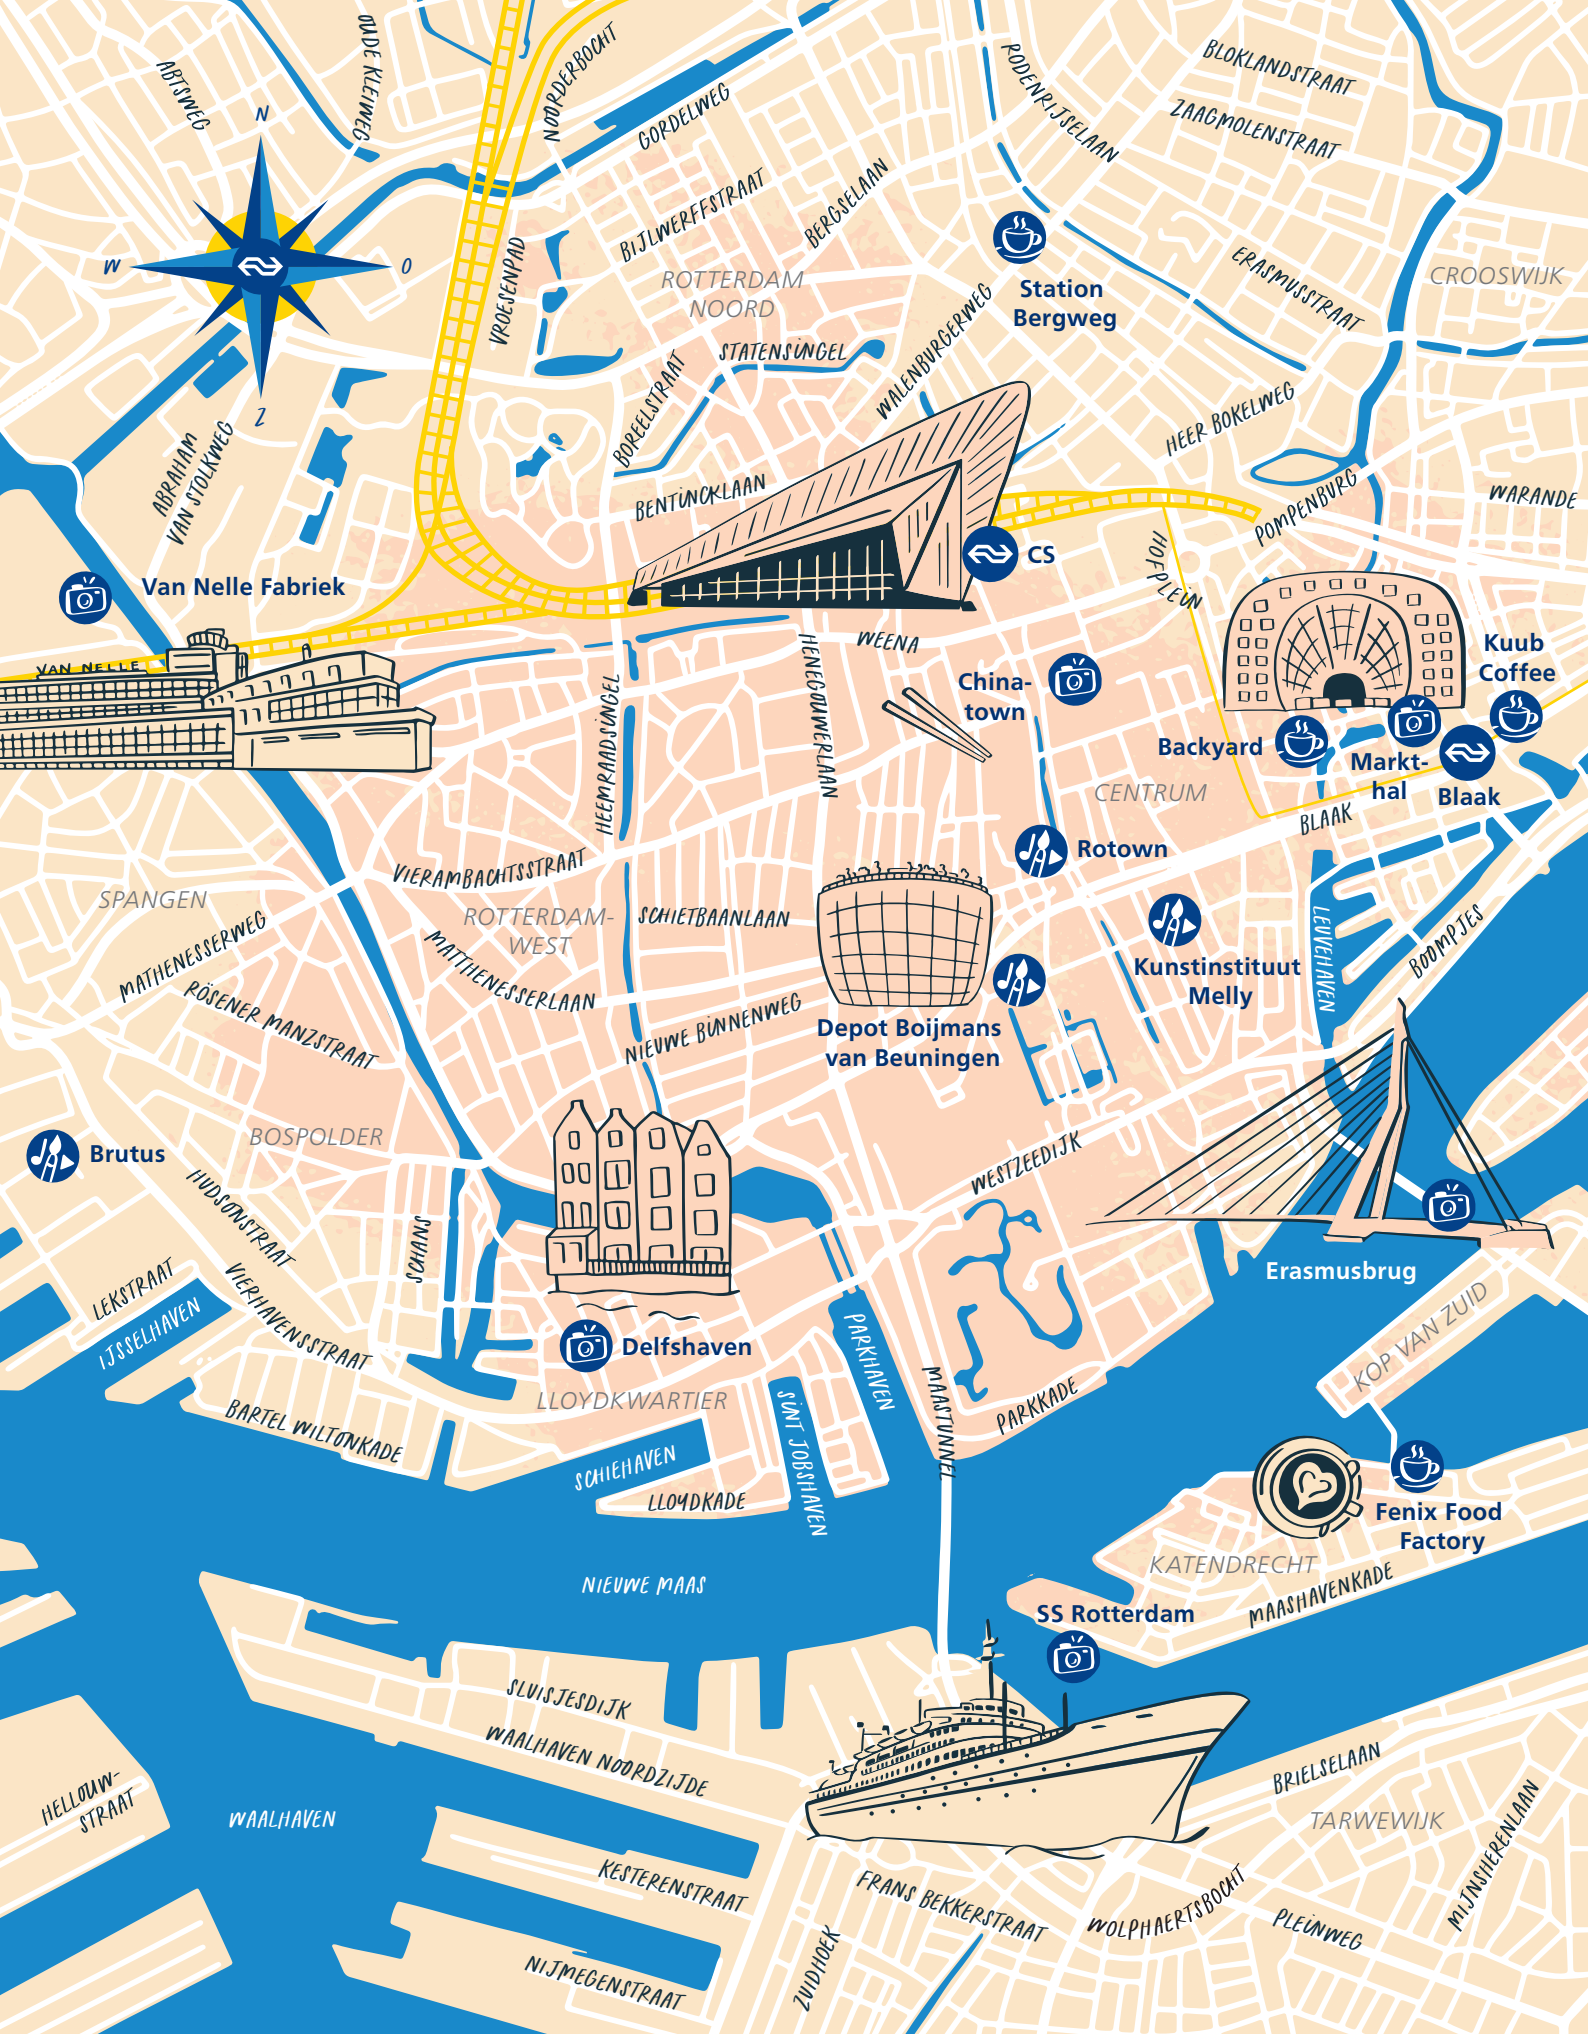 OUDE KLEIWEG
ABTSWEG
NOORDERBOCHT
GORDELWEG
RODENRIJSELAAN
BLOKLANDSTRAAT
ZAAGMOLENSTRAAT
N
W
O
Z
VROESENPAD
BIJLWERFFSTRAAT
BERGSELAAN
ROTTERDAM
NOORD
Station
Bergweg
ERASMUSSTRAAT
CROOSWIJK
STATENSINGEL
WALENBURGERWEG
BOREELSTRAAT
HEER BOKELWEG
ABRAHAM
VAN STOLKWEG
BENTINCKLAAN
POMPENBURG
WARANDE
HOFPLEIN
CS
Van Nelle Fabriek
VAN NELLE
WEENA
HENEGOUWERLAAN
HEEMRAADSINGEL
China-
town
Kuub
Coffee
Backyard
Markt-
hal
Blaak
CENTRUM
BLAAK
Rotown
VIERAMBACHTSSTRAAT
SPANGEN
ROTTERDAM-
WEST
SCHIETBAANLAAN
MATHENESSERWEG
MATTHENESSERLAAN
RÖSENER MANZSTRAAT
NIEUWE BINNENWEG
Depot Boijmans
van Beuningen
Kunstinstituut
Melly
LEUVEHAVEN
BOOMPJES
BOSPOLDER
Brutus
HUDSONSTRAAT
SCHANS
WESTZEEDIJK
LEKSTRAAT
IJSSELHAVEN
VIERHAVENSSTRAAT
Erasmusbrug
KOP VAN ZUID
Delfshaven
LLOYDKWARTIER
PARKHAVEN
SINT JOBSHAVEN
MAASTUNNEL
PARKKADE
BARTEL WILTONKADE
SCHIEHAVEN
LLOYDKADE
Fenix Food
Factory
KATENDRECHT
MAASHAVENKADE
NIEUWE MAAS
SS Rotterdam
SLUISJESDIJK
WAALHAVEN NOORDZIJDE
HELLOUW-
STRAAT
WAALHAVEN
BRIELSELAAN
TARWEWIJK
MIJNSHERENLAAN
KESTERENSTRAAT
FRANS BEKKERSTRAAT
WOLPHAERTSBOCHT
PLEINWEG
NIJMEGENSTRAAT
ZUIDHOEK